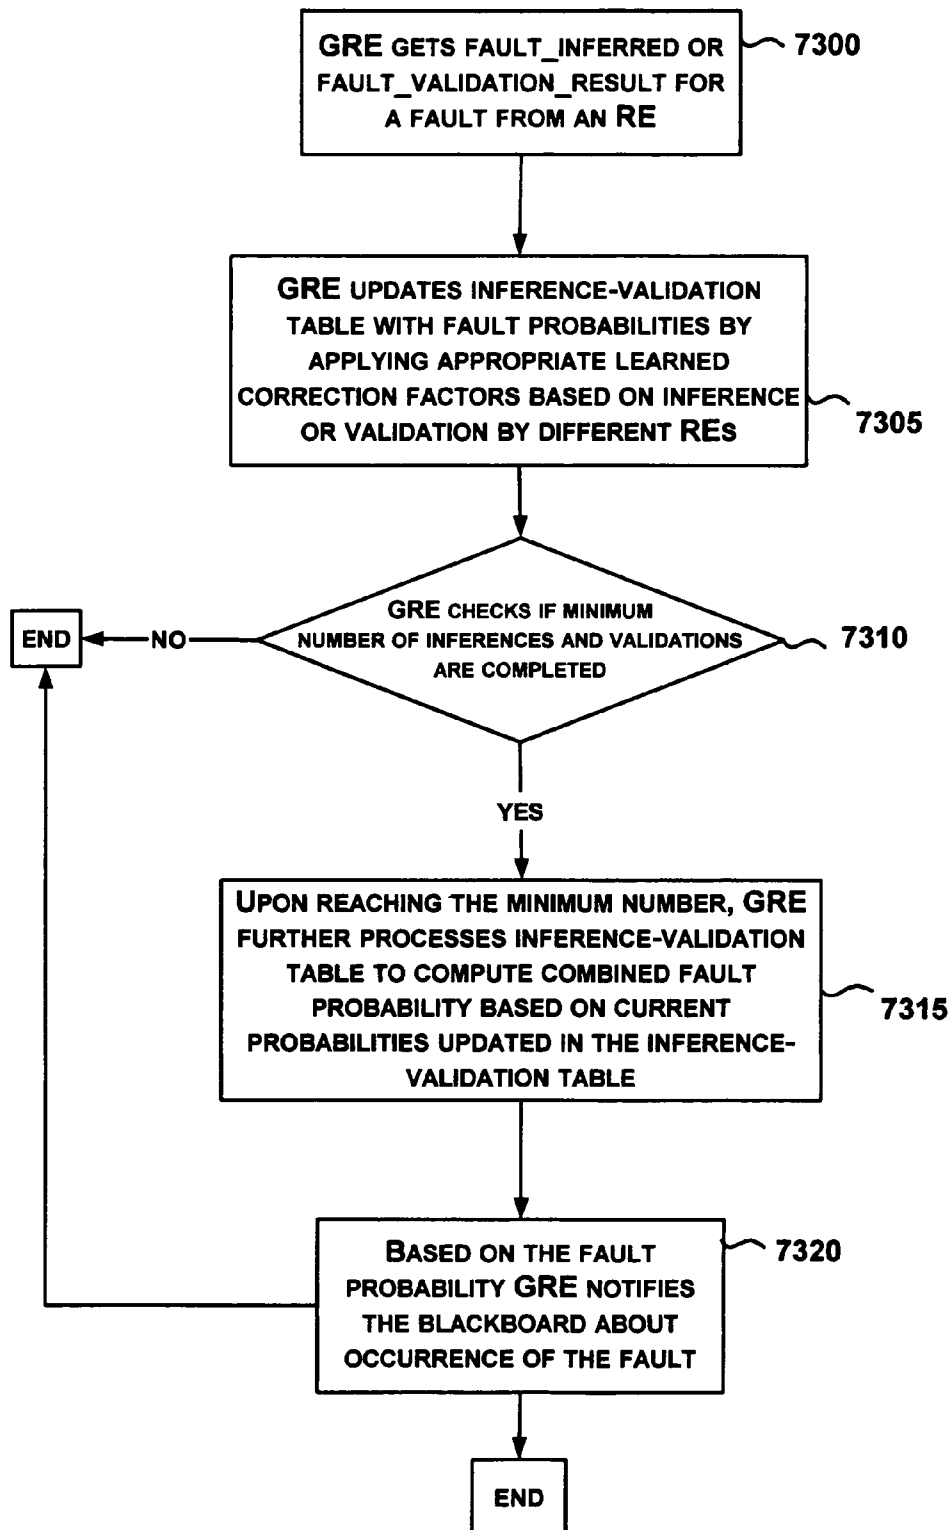 GRE GETS FAULT_INFERRED OR
FAULT_VALIDATION_RESULT FOR
A FAULT FROM AN RE
7300
GRE UPDATES INFERENCE-VALIDATION
TABLE WITH FAULT PROBABILITIES BY
APPLYING APPROPRIATE LEARNED
CORRECTION FACTORS BASED ON INFERENCE
OR VALIDATION BY DIFFERENT RES
7305
GRE CHECKS IF MINIMUM
NUMBER OF INFERENCES AND VALIDATIONS
ARE COMPLETED
7310
NO
END
YES
UPON REACHING THE MINIMUM NUMBER, GRE
FURTHER PROCESSES INFERENCE-VALIDATION
TABLE TO COMPUTE COMBINED FAULT
PROBABILITY BASED ON CURRENT
PROBABILITIES UPDATED IN THE INFERENCE-
VALIDATION TABLE
7315
BASED ON THE FAULT
PROBABILITY GRE NOTIFIES
THE BLACKBOARD ABOUT
OCCURRENCE OF THE FAULT
7320
END